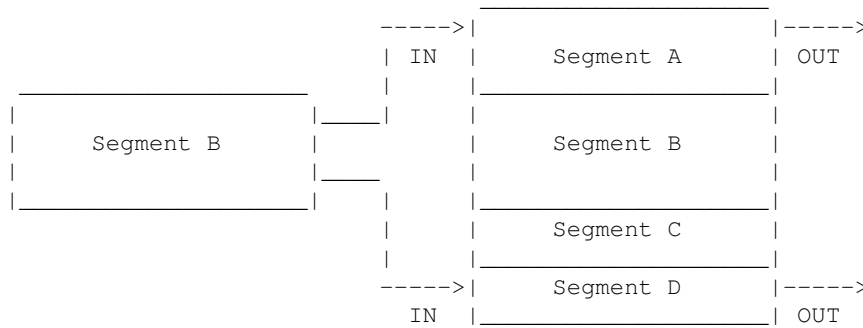 IN Segment A OUT
Segment B Segment B
Segment C
Segment D
IN OUT